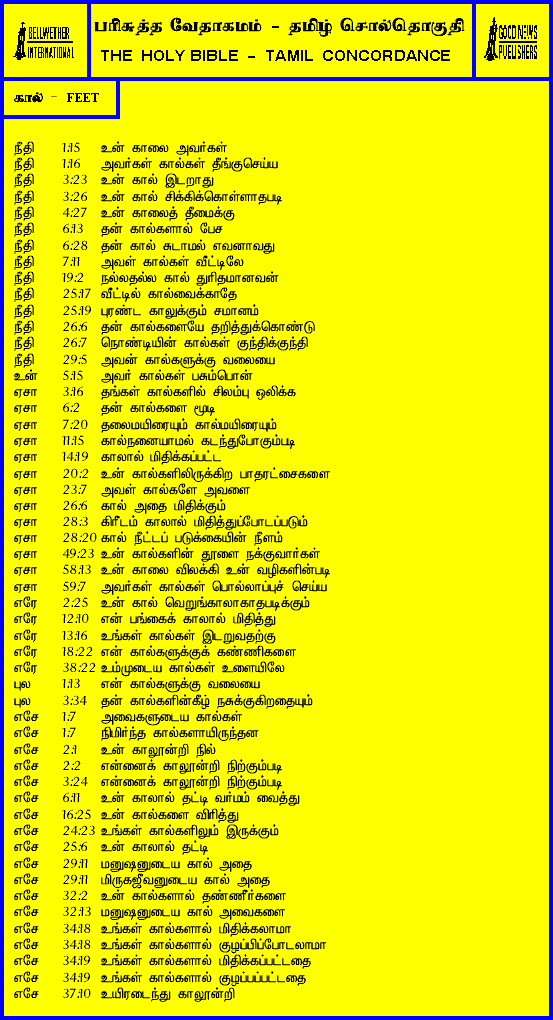 BELLWETHER
INTERNATIONAL
பரிசுத்த வேதாகமம் - தமிழ் சொல்தொகுதி
THE HOLY BIBLE - TAMIL CONCORDANCE
GOOD NEWS
PUBLISHERS
கால் - FEET
நீதி 1:15 உன் காலை அவர்கள்
நீதி 1:16 அவர்கள் கால்கள் தீங்குசெய்ய
நீதி 3:23 உன் கால் இடறாது
நீதி 3:26 உன் கால் சிக்கிக்கொள்ளாதபடி
நீதி 4:27 உன் காலைத் தீமைக்கு
நீதி 6:13 தன் கால்களால் பேச
நீதி 6:28 தன் கால் சுடாமல் எவனாவது
நீதி 7:11 அவள் கால்கள் வீட்டிலே
நீதி 19:2 நல்லதல்ல கால் துரிதமானவன்
நீதி 25:17 வீட்டில் கால்வைக்காதே
நீதி 25:19 புரண்ட காலுக்கும் சமானம்
நீதி 26:6 தன் கால்களையே தறித்துக்கொண்டு
நீதி 26:7 நொண்டியின் கால்கள் குந்திக்குந்தி
நீதி 29:5 அவன் கால்களுக்கு வலையை
உன் 5:15 அவர் கால்கள் பசும்பொன்
ஏசா 3:16 தங்கள் கால்களில் சிலம்பு ஒலிக்க
ஏசா 6:2 தன் கால்களை மூடி
ஏசா 7:20 தலைமயிரையும் கால்மயிரையும்
ஏசா 11:15 கால்நனையாமல் கடந்துபோகும்படி
ஏசா 14:19 காலால் மிதிக்கப்பட்ட
ஏசா 20:2 உன் கால்களிலிருக்கிற பாதரட்சைகளை
ஏசா 23:7 அவள் கால்களே அவளை
ஏசா 26:6 கால் அதை மிதிக்கும்
ஏசா 28:3 கிரீடம் காலால் மிதித்துப்போடப்படும்
ஏசா 28:20 கால் நீட்டப் படுக்கையின் நீளம்
ஏசா 49:23 உன் கால்களின் தூளை நக்குவார்கள்
ஏசா 58:13 உன் காலை விலக்கி உன் வழிகளின்படி
ஏசா 59:7 அவர்கள் கால்கள் பொல்லாப்புச் செய்ய
எரே 2:25 உன் கால் வெறுங்காலாகாதபடிக்கும்
எரே 12:10 என் பங்கைக் காலால் மிதித்து
எரே 13:16 உங்கள் கால்கள் இடறுவதற்கு
எரே 18:22 என் கால்களுக்குக் கண்ணிகளை
எரே 38:22 உம்முடைய கால்கள் உளையிலே
புல 1:13 என் கால்களுக்கு வலையை
புல 3:34 தன் கால்களின்கீழ் நசுக்குகிறதையும்
எசே 1:7 அவைகளுடைய கால்கள்
எசே 1:7 நிமிர்ந்த கால்களாயிருந்தன
எசே 2:1 உன் காலூன்றி நில்
எசே 2:2 என்னைக் காலூன்றி நிற்கும்படி
எசே 3:24 என்னைக் காலூன்றி நிற்கும்படி
எசே 6:11 உன் காலால் தட்டி வர்மம் வைத்து
எசே 16:25 உன் கால்களை விரித்து
எசே 24:23 உங்கள் கால்களிலும் இருக்கும்
எசே 25:6 உன் காலால் தட்டி
எசே 29:11 மனுஷனுடைய கால் அதை
எசே 29:11 மிருகஜீவனுடைய கால் அதை
எசே 32:2 உன் கால்களால் தண்ணீர்களை
எசே 32:13 மனுஷனுடைய கால் அவைகளை
எசே 34:18 உங்கள் கால்களால் மிதிக்கலாமா
எசே 34:18 உங்கள் கால்களால் குழப்பிப்போடலாமா
எசே 34:19 உங்கள் கால்களால் மிதிக்கப்பட்டதை
எசே 34:19 உங்கள் கால்களால் குழப்பப்பட்டதை
எசே 37:10 உயிரடைந்து காலூன்றி